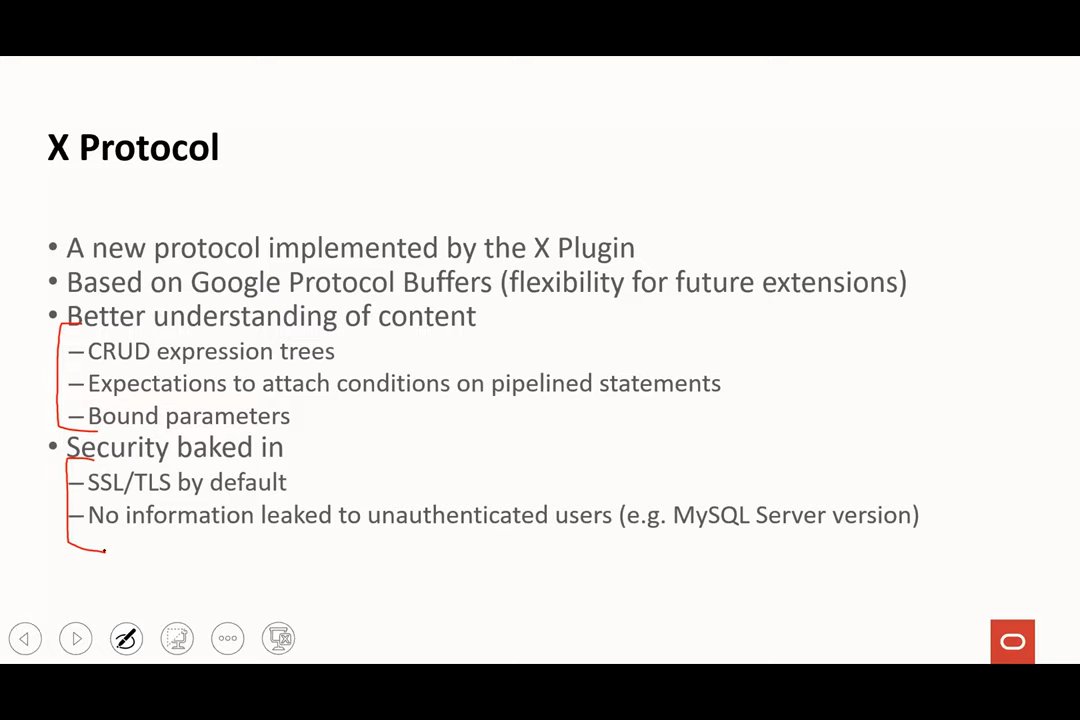 X Protocol
• A new protocol implemented by the X Plugin
• Based on Google Protocol Buffers (flexibility for future extensions)
• Better understanding of content
– CRUD expression trees
– Expectations to attach conditions on pipelined statements
– Bound parameters
• Security baked in
– SSL/TLS by default
– No information leaked to unauthenticated users (e.g. MySQL Server version)